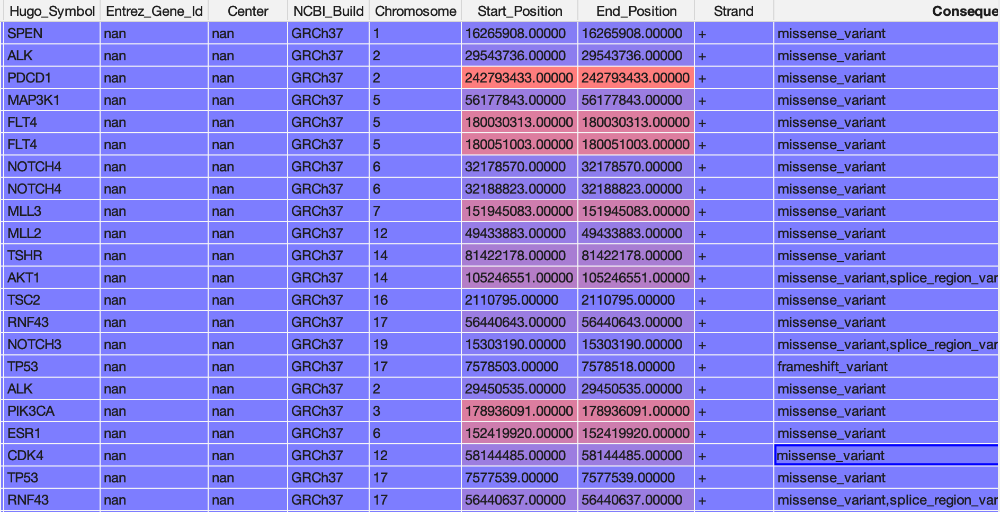 Hugo_Symbol Entrez_Gene_Id Center NCBI_Build Chromosome Start_Position End_Position Strand Conseque
SPEN nan nan GRCh37 1 16265908.00000 16265908.00000 + missense_variant
ALK nan nan GRCh37 2 29543736.00000 29543736.00000 + missense_variant
PDCD1 nan nan GRCh37 2 242793433.00000 242793433.00000 + missense_variant
MAP3K1 nan nan GRCh37 5 56177843.00000 56177843.00000 + missense_variant
FLT4 nan nan GRCh37 5 180030313.00000 180030313.00000 + missense_variant
FLT4 nan nan GRCh37 5 180051003.00000 180051003.00000 + missense_variant
NOTCH4 nan nan GRCh37 6 32178570.00000 32178570.00000 + missense_variant
NOTCH4 nan nan GRCh37 6 32188823.00000 32188823.00000 + missense_variant
MLL3 nan nan GRCh37 7 151945083.00000 151945083.00000 + missense_variant
MLL2 nan nan GRCh37 12 49433883.00000 49433883.00000 + missense_variant
TSHR nan nan GRCh37 14 81422178.00000 81422178.00000 + missense_variant
AKT1 nan nan GRCh37 14 105246551.00000 105246551.00000 + missense_variant,splice_region_var
TSC2 nan nan GRCh37 16 2110795.00000 2110795.00000 + missense_variant
RNF43 nan nan GRCh37 17 56440643.00000 56440643.00000 + missense_variant
NOTCH3 nan nan GRCh37 19 15303190.00000 15303190.00000 + missense_variant,splice_region_var
TP53 nan nan GRCh37 17 7578503.00000 7578518.00000 + frameshift_variant
ALK nan nan GRCh37 2 29450535.00000 29450535.00000 + missense_variant
PIK3CA nan nan GRCh37 3 178936091.00000 178936091.00000 + missense_variant
ESR1 nan nan GRCh37 6 152419920.00000 152419920.00000 + missense_variant
CDK4 nan nan GRCh37 12 58144485.00000 58144485.00000 + missense_variant
TP53 nan nan GRCh37 17 7577539.00000 7577539.00000 + missense_variant
RNF43 nan nan GRCh37 17 56440637.00000 56440637.00000 + missense_variant,splice_region_var